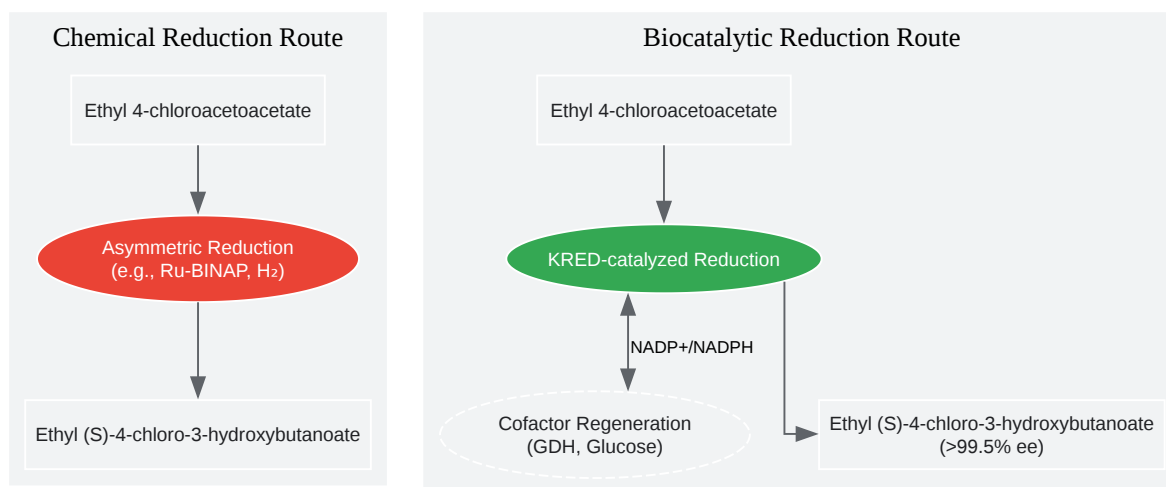 Chemical Reduction Route
Ethyl 4-chloroacetoacetate
Asymmetric Reduction
(e.g., Ru-BINAP, H₂)
Ethyl (S)-4-chloro-3-hydroxybutanoate
Biocatalytic Reduction Route
Ethyl 4-chloroacetoacetate
KRED-catalyzed Reduction
NADP+/NADPH
Cofactor Regeneration
(GDH, Glucose)
Ethyl (S)-4-chloro-3-hydroxybutanoate
(>99.5% ee)